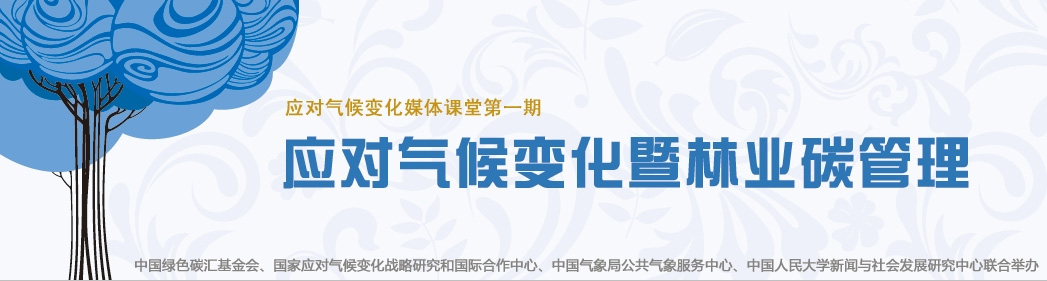 应对气候变化媒体课堂第一期
应对气候变化暨林业碳管理
中国绿色碳汇基金会、国家应对气候变化战略研究和国际合作中心、中国气象局公共气象服务中心、中国人民大学新闻与社会发展研究中心联合举办